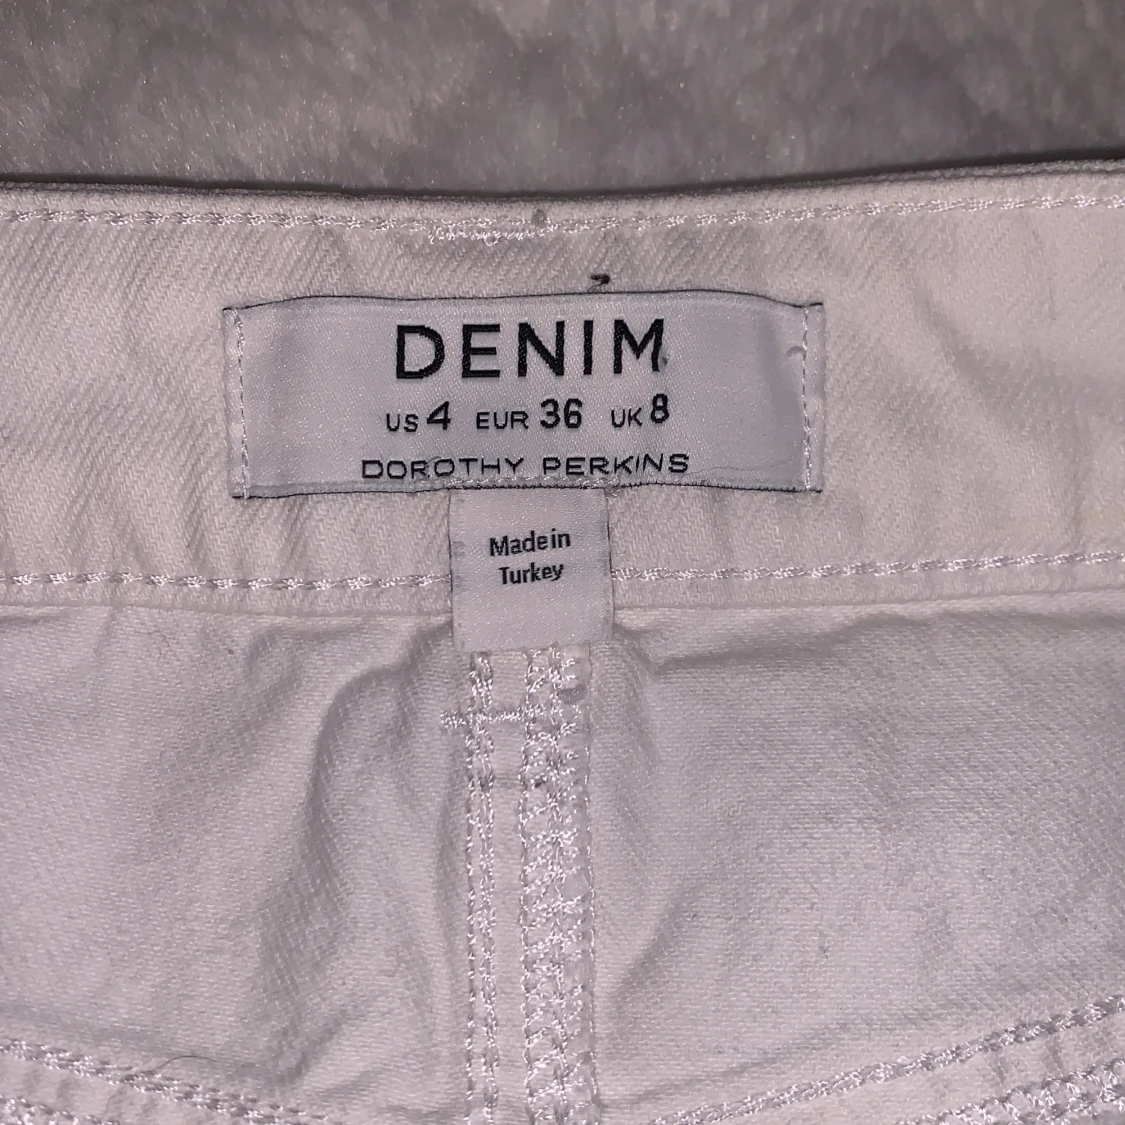 DENIM
US 4 EUR 36 UK 8
DOROTHY PERKINS
Made in
Turkey